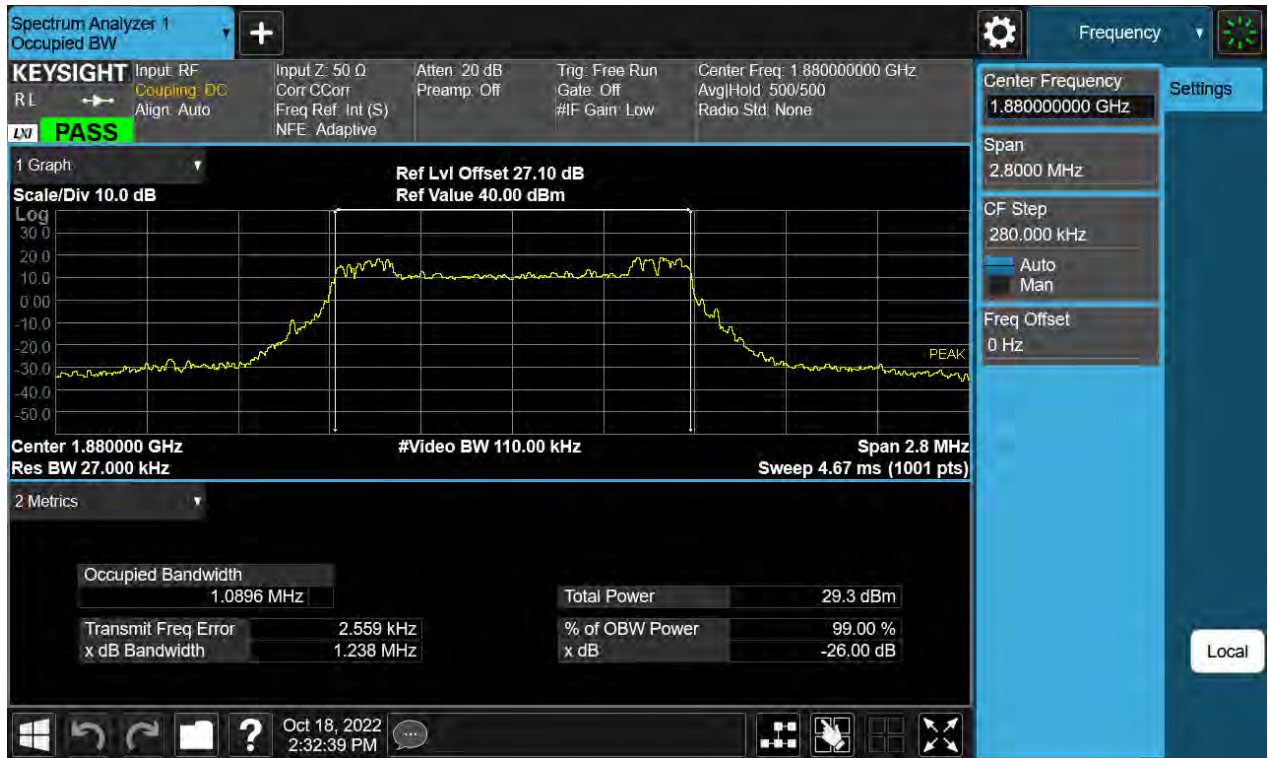 Spectrum Analyzer 1
Occupied BW
+
Frequency
KEYSIGHT
RL
LXI
PASS
Input: RF
Coupling: DC
Align: Auto
Input Z: 50 Ω
Corr CCorr
Freq Ref: Int (S)
NFE: Adaptive
Atten: 20 dB
Preamp: Off
Trig: Free Run
Gate: Off
#IF Gain: Low
Center Freq: 1.880000000 GHz
Avg|Hold: 500/500
Radio Std: None
1 Graph
Scale/Div 10.0 dB
Ref Lvl Offset 27.10 dB
Ref Value 40.00 dBm
Log
30.0
20.0
10.0
0.00
-10.0
-20.0
-30.0
-40.0
-50.0
PEAK
Center 1.880000 GHz
Res BW 27.000 kHz
#Video BW 110.00 kHz
Span 2.8 MHz
Sweep 4.67 ms (1001 pts)
2 Metrics
Occupied Bandwidth
1.0896 MHz
Transmit Freq Error 2.559 kHz
x dB Bandwidth 1.238 MHz
Total Power 29.3 dBm
% of OBW Power 99.00 %
x dB -26.00 dB
Center Frequency
1.880000000 GHz
Settings
Span
2.8000 MHz
CF Step
280.000 kHz
Auto
Man
Freq Offset
0 Hz
Local
?
Oct 18, 2022
2:32:39 PM